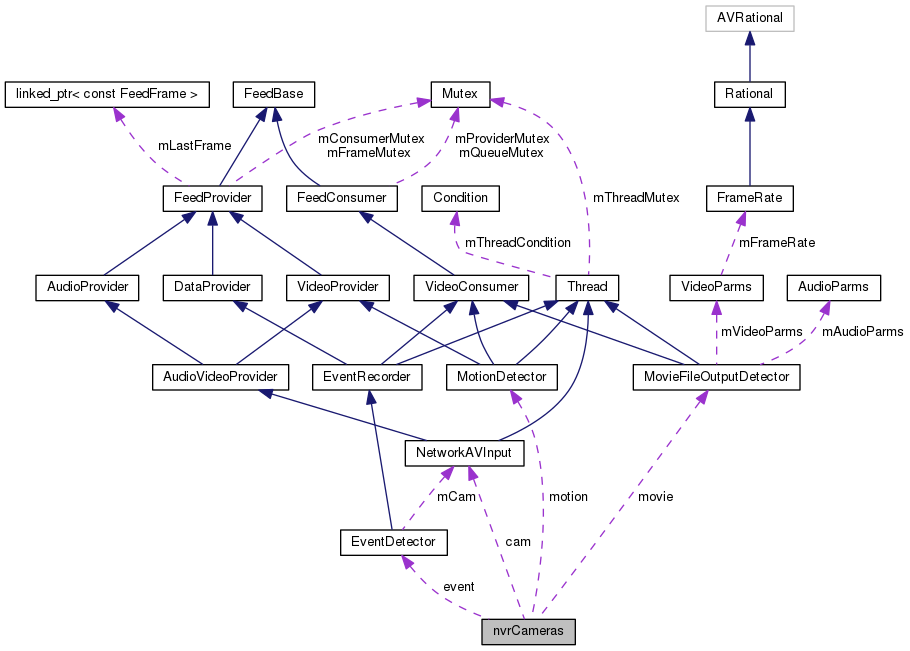 AVRational
linked_ptr< const FeedFrame >
FeedBase
Mutex
Rational
mLastFrame
mConsumerMutex
mFrameMutex
mProviderMutex
mQueueMutex
FeedProvider
FeedConsumer
Condition
mThreadMutex
FrameRate
mThreadCondition
mFrameRate
AudioProvider
DataProvider
VideoProvider
VideoConsumer
Thread
VideoParms
AudioParms
mVideoParms
mAudioParms
AudioVideoProvider
EventRecorder
MotionDetector
MovieFileOutputDetector
NetworkAVInput
mCam
motion
movie
EventDetector
cam
event
nvrCameras